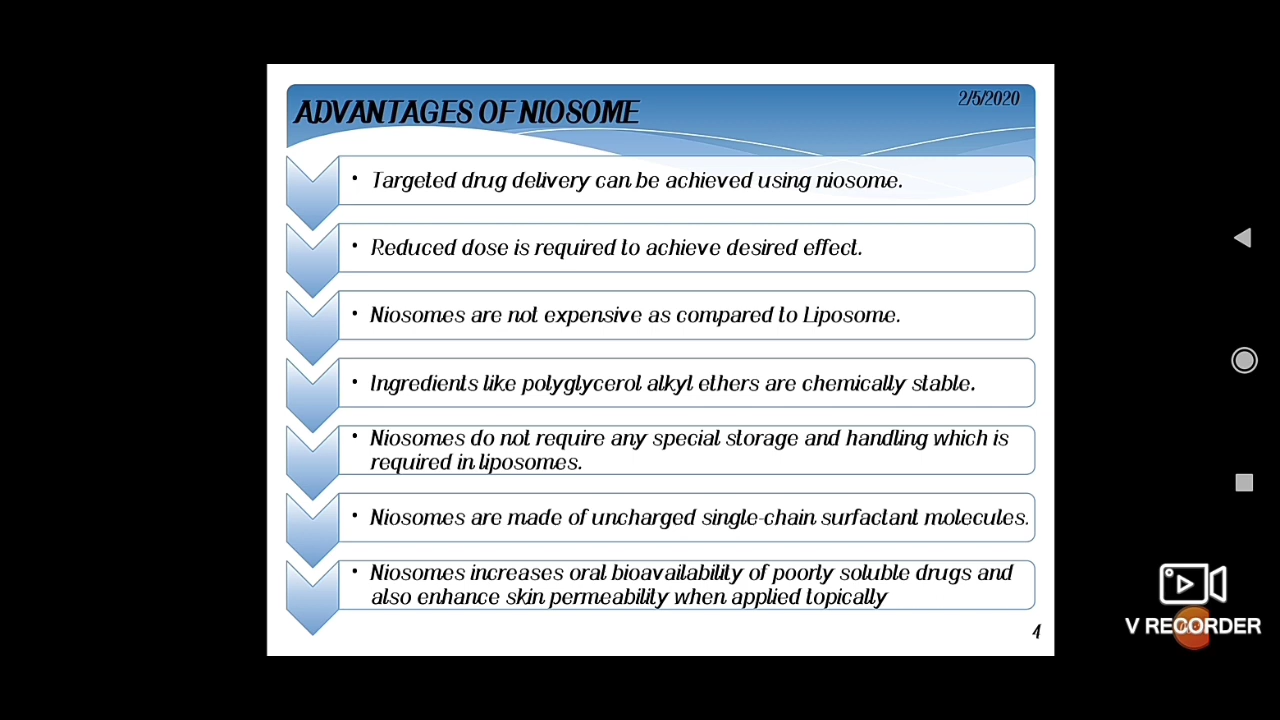 ADVANTAGES OF NIOSOME
2/5/2020
• Targeted drug delivery can be achieved using niosome.
• Reduced dose is required to achieve desired effect.
• Niosomes are not expensive as compared to Liposome.
• Ingredients like polyglycerol alkyl ethers are chemically stable.
• Niosomes do not require any special storage and handling which is
required in liposomes.
• Niosomes are made of uncharged single-chain surfactant molecules.
• Niosomes increases oral bioavailability of poorly soluble drugs and
also enhance skin permeability when applied topically
4
V RECORDER